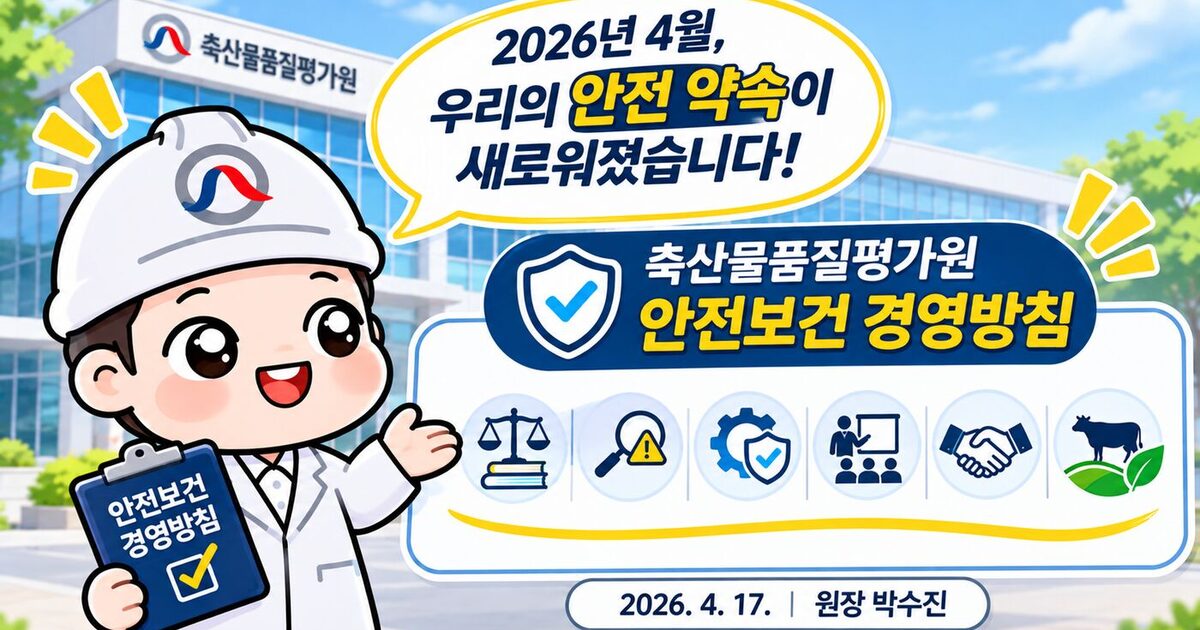 축산물품질평가원
2026년 4월,
우리의 안전 약속이
새로워졌습니다!
축산물품질평가원
안전보건 경영방침
안전보건
경영방침
2026. 4. 17. | 원장 박수진